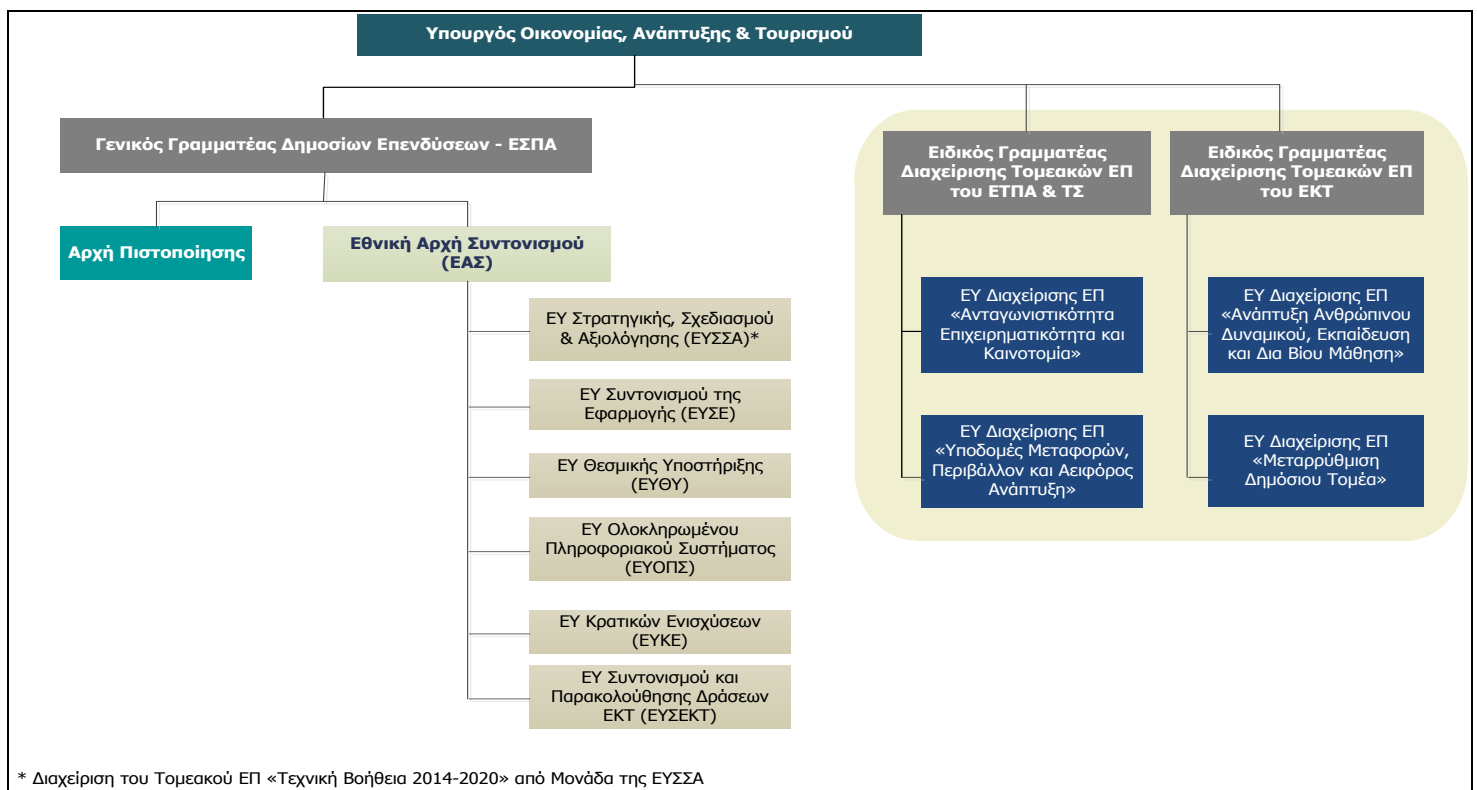 Υπουργός Οικονομίας, Ανάπτυξης & Τουρισμού
Γενικός Γραμματέας Δημοσίων Επενδύσεων - ΕΣΠΑ
Ειδικός Γραμματέας
Διαχείρισης Τομεακών ΕΠ
του ΕΤΠΑ & ΤΣ
Ειδικός Γραμματέας
Διαχείρισης Τομεακών ΕΠ
του ΕΚΤ
Αρχή Πιστοποίησης
Εθνική Αρχή Συντονισμού
(ΕΑΣ)
ΕΥ Στρατηγικής, Σχεδιασμού
& Αξιολόγησης (ΕΥΣΣΑ)*
ΕΥ Συντονισμού της
Εφαρμογής (ΕΥΣΕ)
ΕΥ Θεσμικής Υποστήριξης
(ΕΥΘΥ)
ΕΥ Ολοκληρωμένου
Πληροφοριακού Συστήματος
(ΕΥΟΠΣ)
ΕΥ Κρατικών Ενισχύσεων
(ΕΥΚΕ)
ΕΥ Συντονισμού και
Παρακολούθησης Δράσεων
ΕΚΤ (ΕΥΣΕΚΤ)
ΕΥ Διαχείρισης ΕΠ
«Ανταγωνιστικότητα
Επιχειρηματικότητα και
Καινοτομία»
ΕΥ Διαχείρισης ΕΠ
«Υποδομές Μεταφορών,
Περιβάλλον και Αειφόρος
Ανάπτυξη»
ΕΥ Διαχείρισης ΕΠ
«Ανάπτυξη Ανθρώπινου
Δυναμικού, Εκπαίδευση
και Δια Βίου Μάθηση»
ΕΥ Διαχείρισης ΕΠ
«Μεταρρύθμιση
Δημόσιου Τομέα»
* Διαχείριση του Τομεακού ΕΠ «Τεχνική Βοήθεια 2014-2020» από Μονάδα της ΕΥΣΣΑ